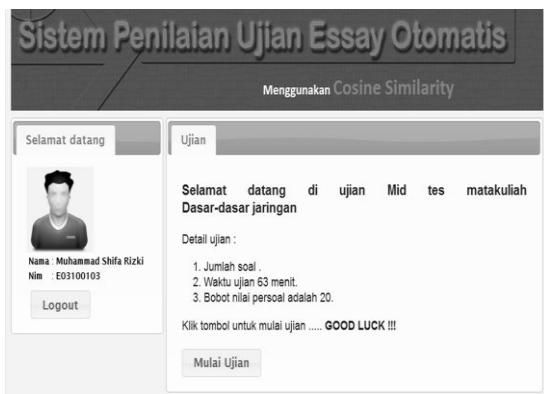 Sistem Penilaian Ujian Essay Otomatis
Menggunakan Cosine Similarity
Selamat datang
Nama : Muhammad Shifa Rizki
Nim : E03100103
Logout
Ujian
Selamat datang di ujian Mid tes matakuliah
Dasar-dasar jaringan
Detail ujian :
1. Jumlah soal .
2. Waktu ujian 63 menit.
3. Bobot nilai persoal adalah 20.
Klik tombol untuk mulai ujian ..... GOOD LUCK !!!
Mulai Ujian